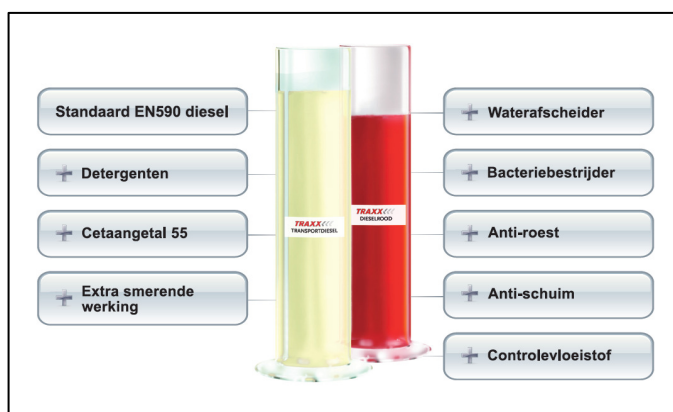 Standaard EN590 diesel
Detergenten
Cetaangetal 55
Extra smerende
werking
TRAXX
TRANSPORTDIESEL
TRAXX
DIESELROOD
Waterafscheider
Bacteriebestrijder
Anti-roest
Anti-schuim
Controlevloeistof